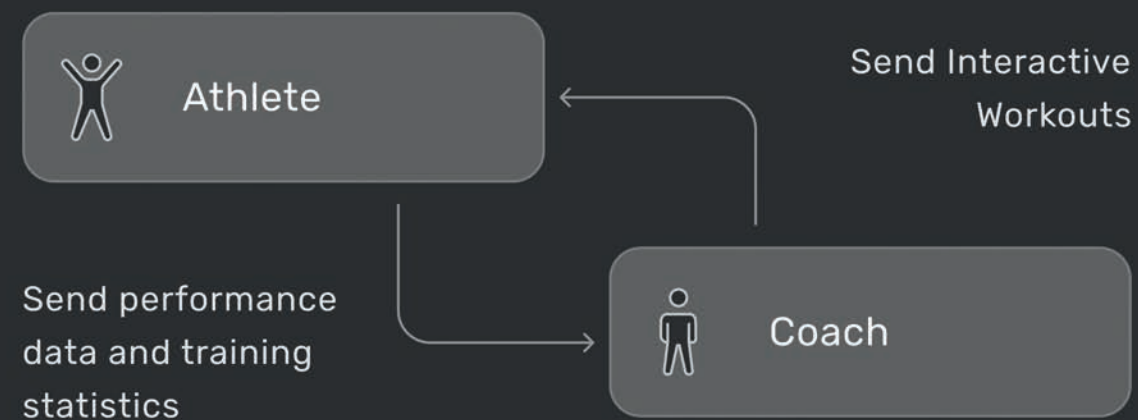 Athlete
Send Interactive
Workouts
Send performance
data and training
statistics
Coach